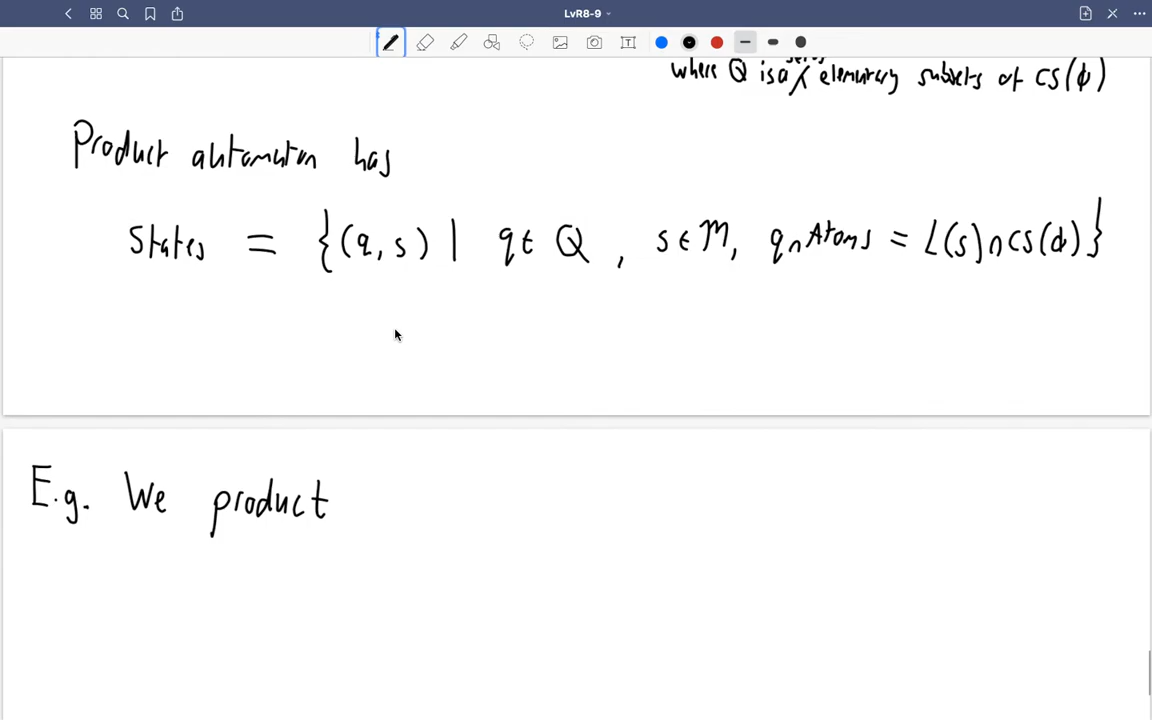 LvR8-9
sets
where Q is a elementary subsets of CS(ϕ)
Product automaton has
States = {(q,s) | q ∈ Q, s ∈ M, q ∩ Atoms = L(s) ∩ CS(ϕ)}
E.g. We product